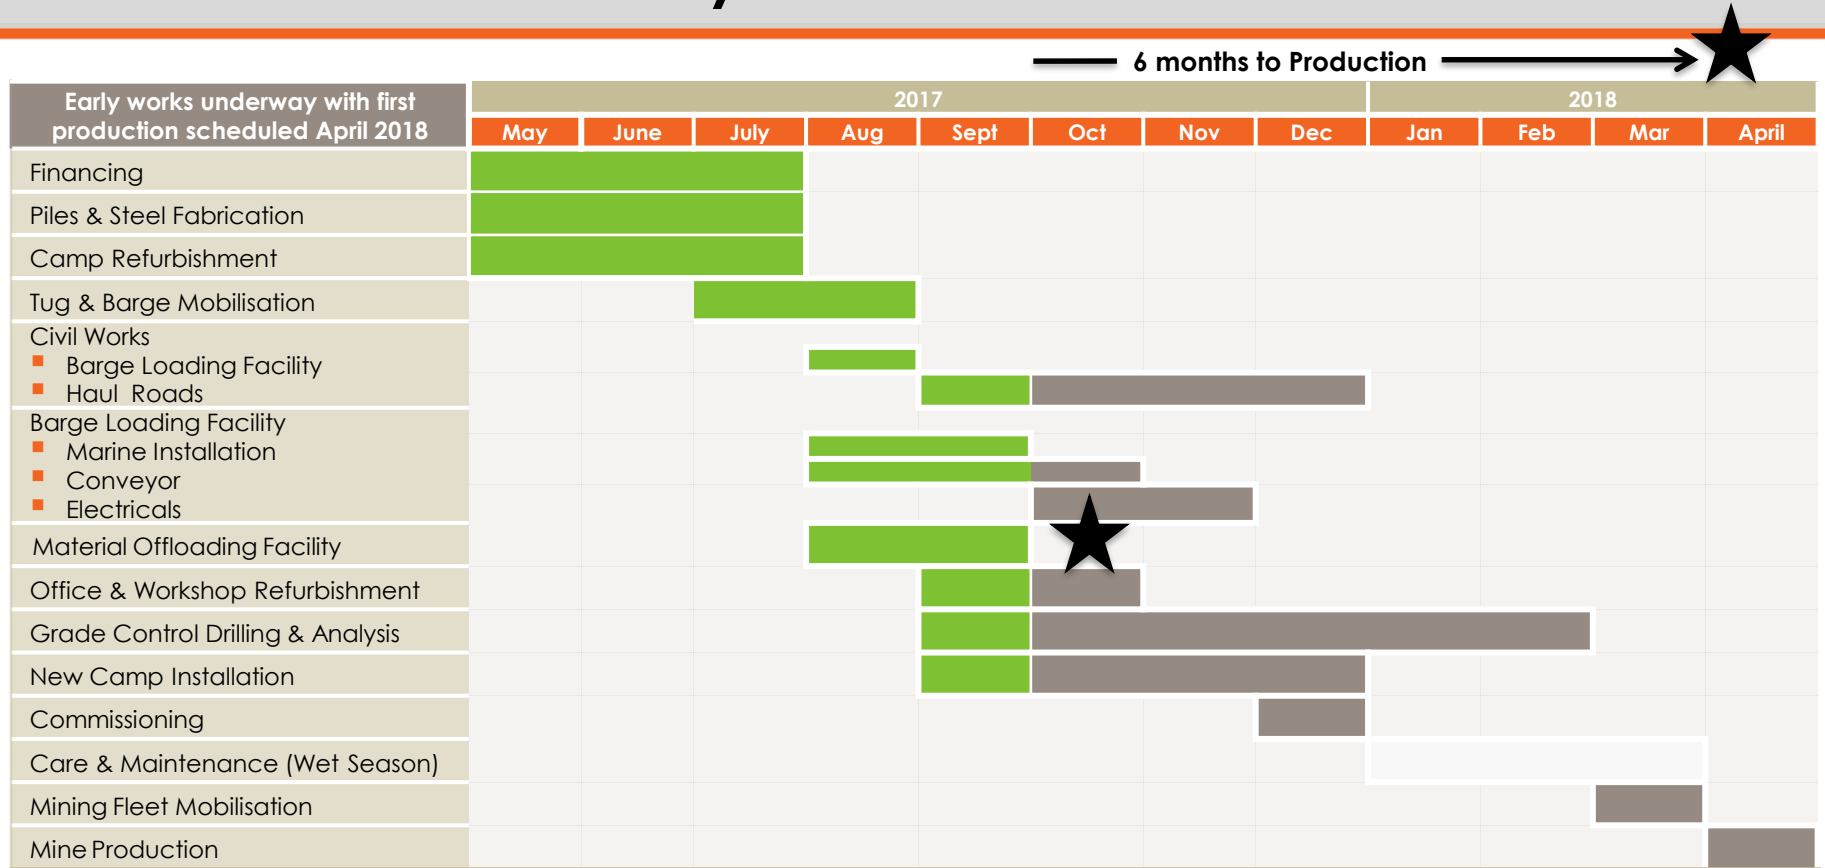 6 months to Production
Early works underway with first
production scheduled April 2018
2017
2018
May
June
July
Aug
Sept
Oct
Nov
Dec
Jan
Feb
Mar
April
Financing
Piles & Steel Fabrication
Camp Refurbishment
Tug & Barge Mobilisation
Civil Works
Barge Loading Facility
Haul Roads
Barge Loading Facility
Marine Installation
Conveyor
Electricals
Material Offloading Facility
Office & Workshop Refurbishment
Grade Control Drilling & Analysis
New Camp Installation
Commissioning
Care & Maintenance (Wet Season)
Mining Fleet Mobilisation
Mine Production